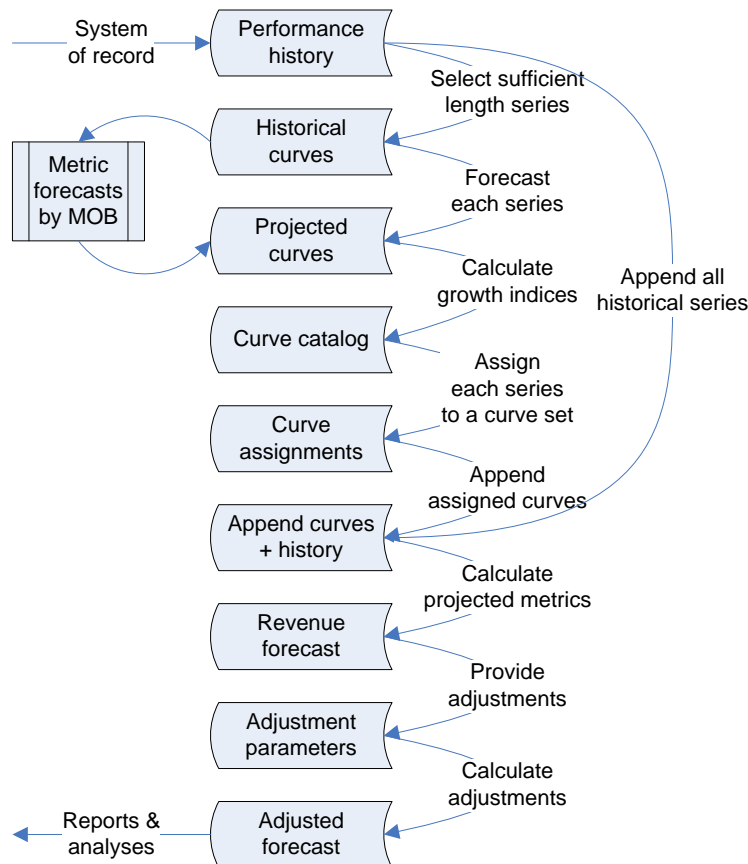 System
of record
Performance
history
Select sufficient
length series
Historical
curves
Metric
forecasts
by MOB
Forecast
each series
Projected
curves
Calculate
growth indices
Append all
historical series
Curve catalog
Assign
each series
to a curve set
Curve
assignments
Append
assigned curves
Append curves
+ history
Calculate
projected metrics
Revenue
forecast
Provide
adjustments
Adjustment
parameters
Calculate
adjustments
Reports &
analyses
Adjusted
forecast